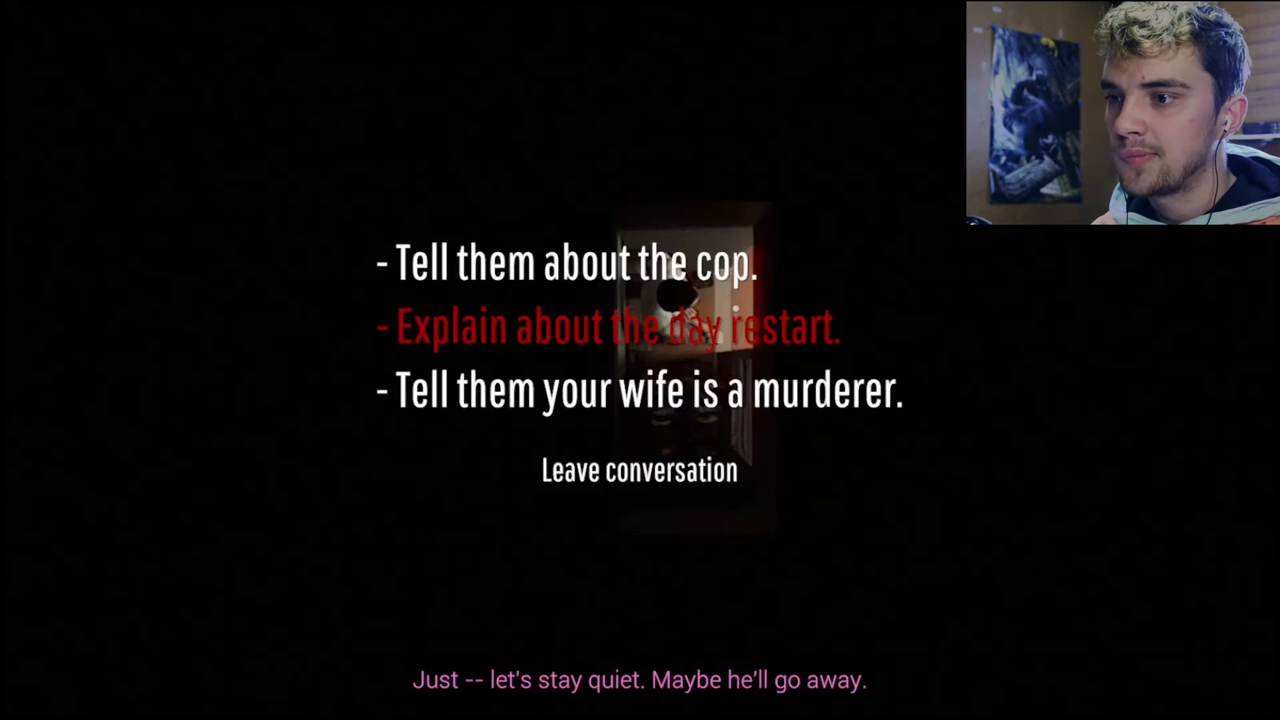 - Tell them about the cop.
- Explain about the day restart.
- Tell them your wife is a murderer.
Leave conversation
Just -- let's stay quiet. Maybe he'll go away.